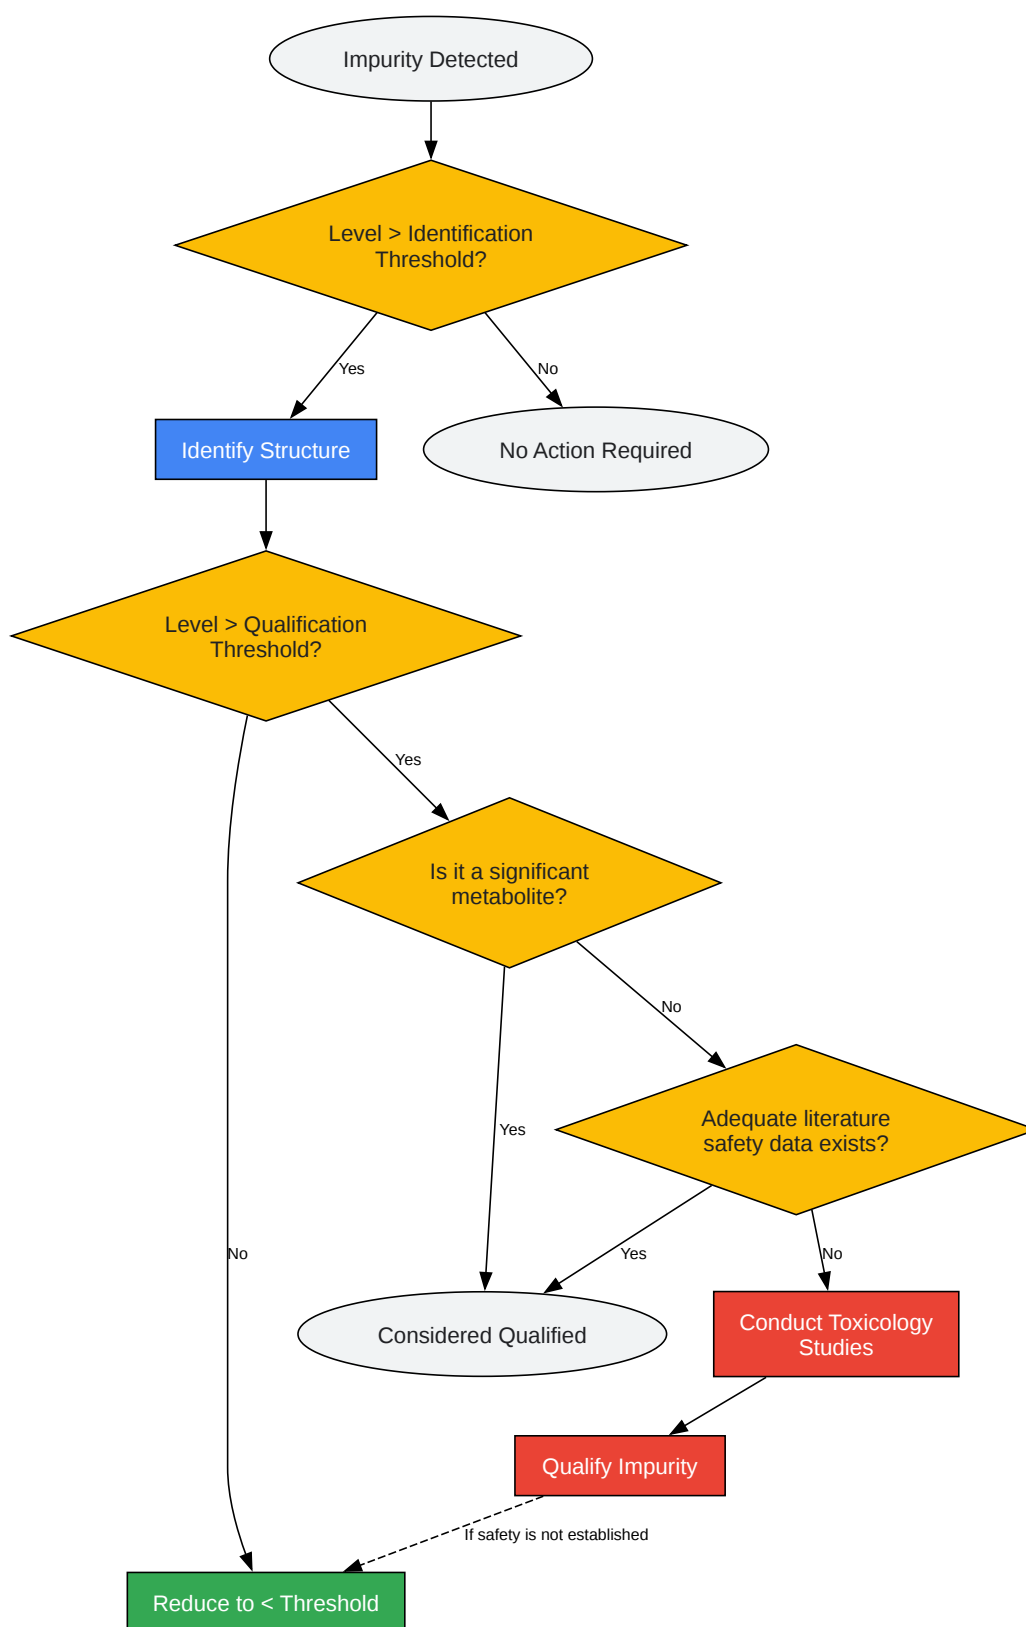 Impurity Detected
Level > Identification
Threshold?
Yes
No
Identify Structure
No Action Required
Level > Qualification
Threshold?
Yes
Is it a significant
metabolite?
No
Adequate literature
safety data exists?
Yes
No
Yes
No
Considered Qualified
Conduct Toxicology
Studies
Qualify Impurity
If safety is not established
Reduce to < Threshold